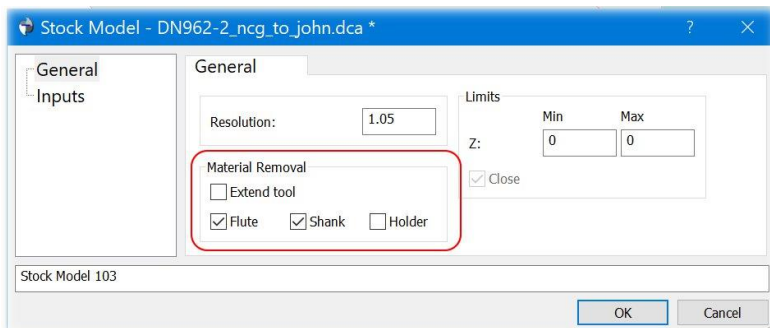 Stock Model - DN962-2_ncg_to_john.dca *
?
General
Inputs
General
Resolution:
1.05
Material Removal
Extend tool
Flute
Shank
Holder
Limits
Min
Max
Z:
0
0
Close
Stock Model 103
OK
Cancel